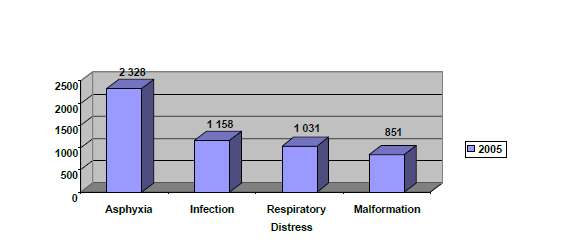 2 328
1 158
1 031
851
2500
2000
1500
1000
500
0
2005
Asphyxia
Infection
Respiratory
Distress
Malformation